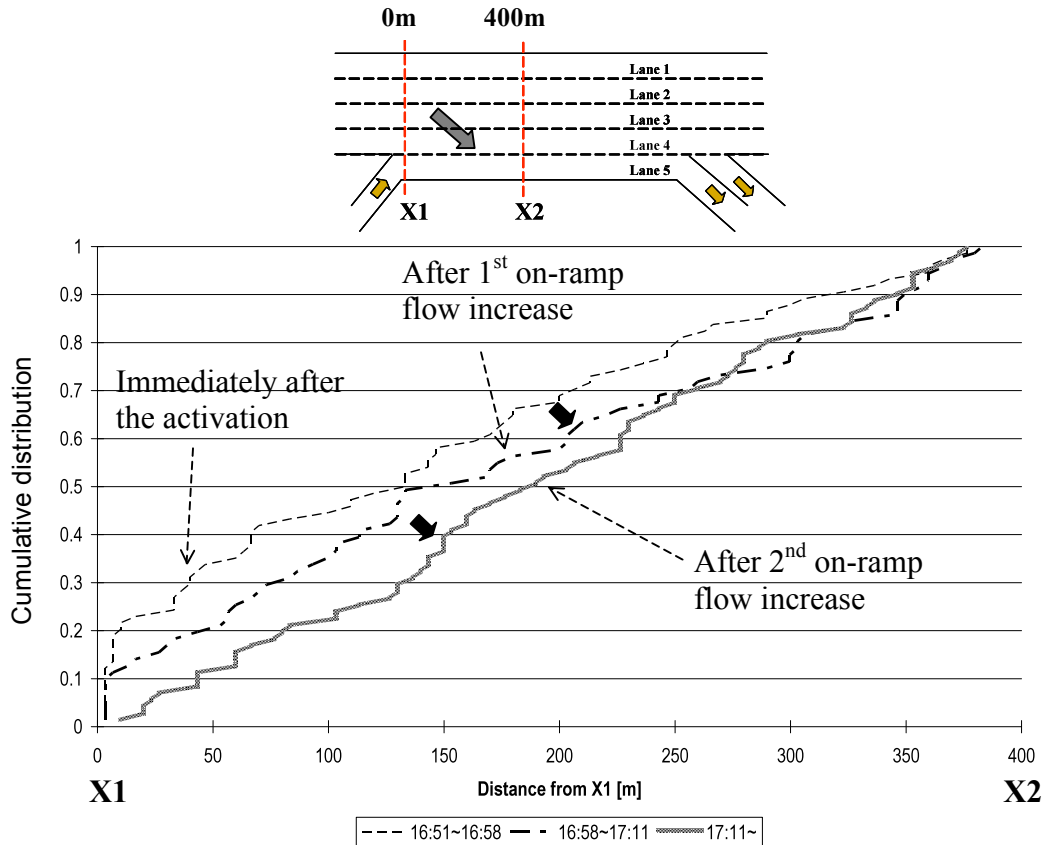 0m 400m
Lane 1
Lane 2
Lane 3
Lane 4
Lane 5
X1 X2
After 1st on-ramp
flow increase
Immediately after
the activation
After 2nd on-ramp
flow increase
Cumulative distribution
1
0.9
0.8
0.7
0.6
0.5
0.4
0.3
0.2
0.1
0
0 50 100 150 200 250 300 350 400
X1 Distance from X1 [m] X2
16:51~16:58 16:58~17:11 17:11~